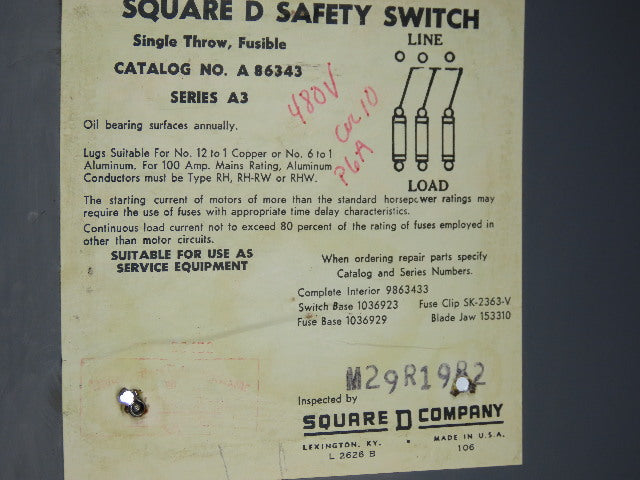 SQUARE D SAFETY SWITCH
Single Throw, Fusible
CATALOG NO. A 86343
SERIES A3
LINE
LOAD
480V
P6A
Oil bearing surfaces annually.
Lugs Suitable For No. 12 to 1 Copper or No. 6 to 1
Aluminum. For 100 Amp. Mains Rating, Aluminum
Conductors must be Type RH, RH-RW or RHW.
The starting current of motors of more than the standard horsepower ratings may
require the use of fuses with appropriate time delay characteristics.
Continuous load current not to exceed 80 percent of the rating of fuses employed in
other than motor circuits.
SUITABLE FOR USE AS
SERVICE EQUIPMENT
When ordering repair parts specify
Catalog and Series Numbers.
Complete Interior 9863433
Switch Base 1036923 Fuse Clip SK-2363-V
Fuse Base 1036929 Blade Jaw 153310
M29R1982
Inspected by
SQUARE D COMPANY
LEXINGTON, KY. • MADE IN U.S.A.
L 2626 B 106